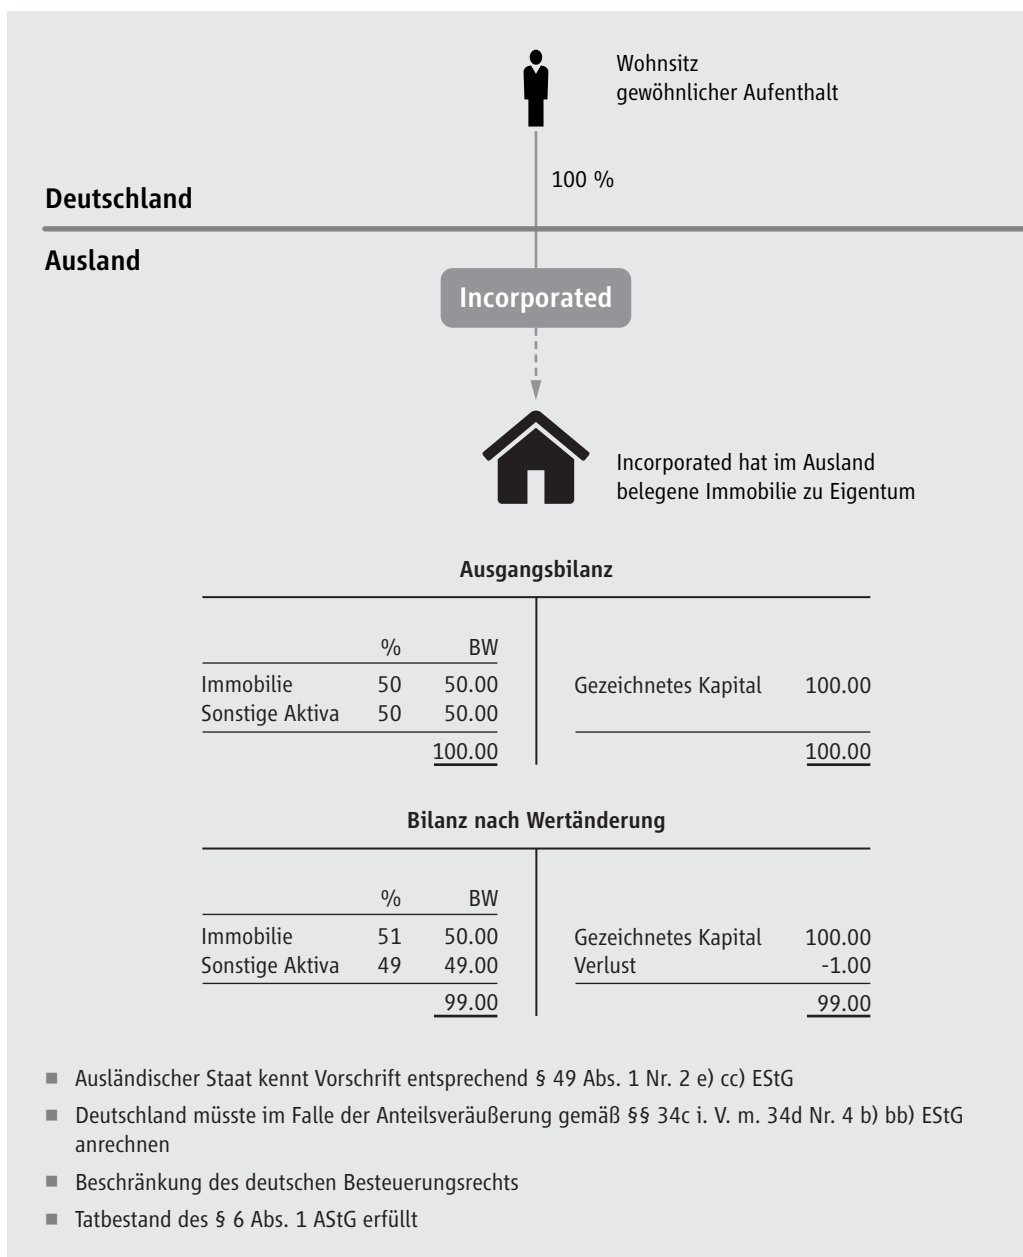 Wohnsitz
gewöhnlicher Aufenthalt
100 %
Deutschland
Ausland
Incorporated
Incorporated hat im Ausland
belegene Immobilie zu Eigentum
Ausgangsbilanz
% BW
Immobilie 50 50.00 Gezeichnetes Kapital 100.00
Sonstige Aktiva 50 50.00
100.00 100.00
Bilanz nach Wertänderung
% BW
Immobilie 51 50.00 Gezeichnetes Kapital 100.00
Sonstige Aktiva 49 49.00 Verlust -1.00
99.00 99.00
■ Ausländischer Staat kennt Vorschrift entsprechend § 49 Abs. 1 Nr. 2 e) cc) EStG
■ Deutschland müsste im Falle der Anteilsveräußerung gemäß §§ 34c i. V. m. 34d Nr. 4 b) bb) EStG
anrechnen
■ Beschränkung des deutschen Besteuerungsrechts
■ Tatbestand des § 6 Abs. 1 AStG erfüllt